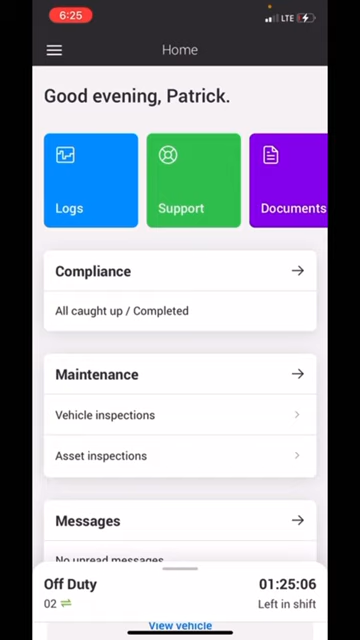 6:25
LTE
Home
Good evening, Patrick.
Logs
Support
Documents
Compliance
All caught up / Completed
Maintenance
Vehicle inspections
Asset inspections
Messages
No unread messages
Off Duty
01:25:06
02
Left in shift
View vehicle